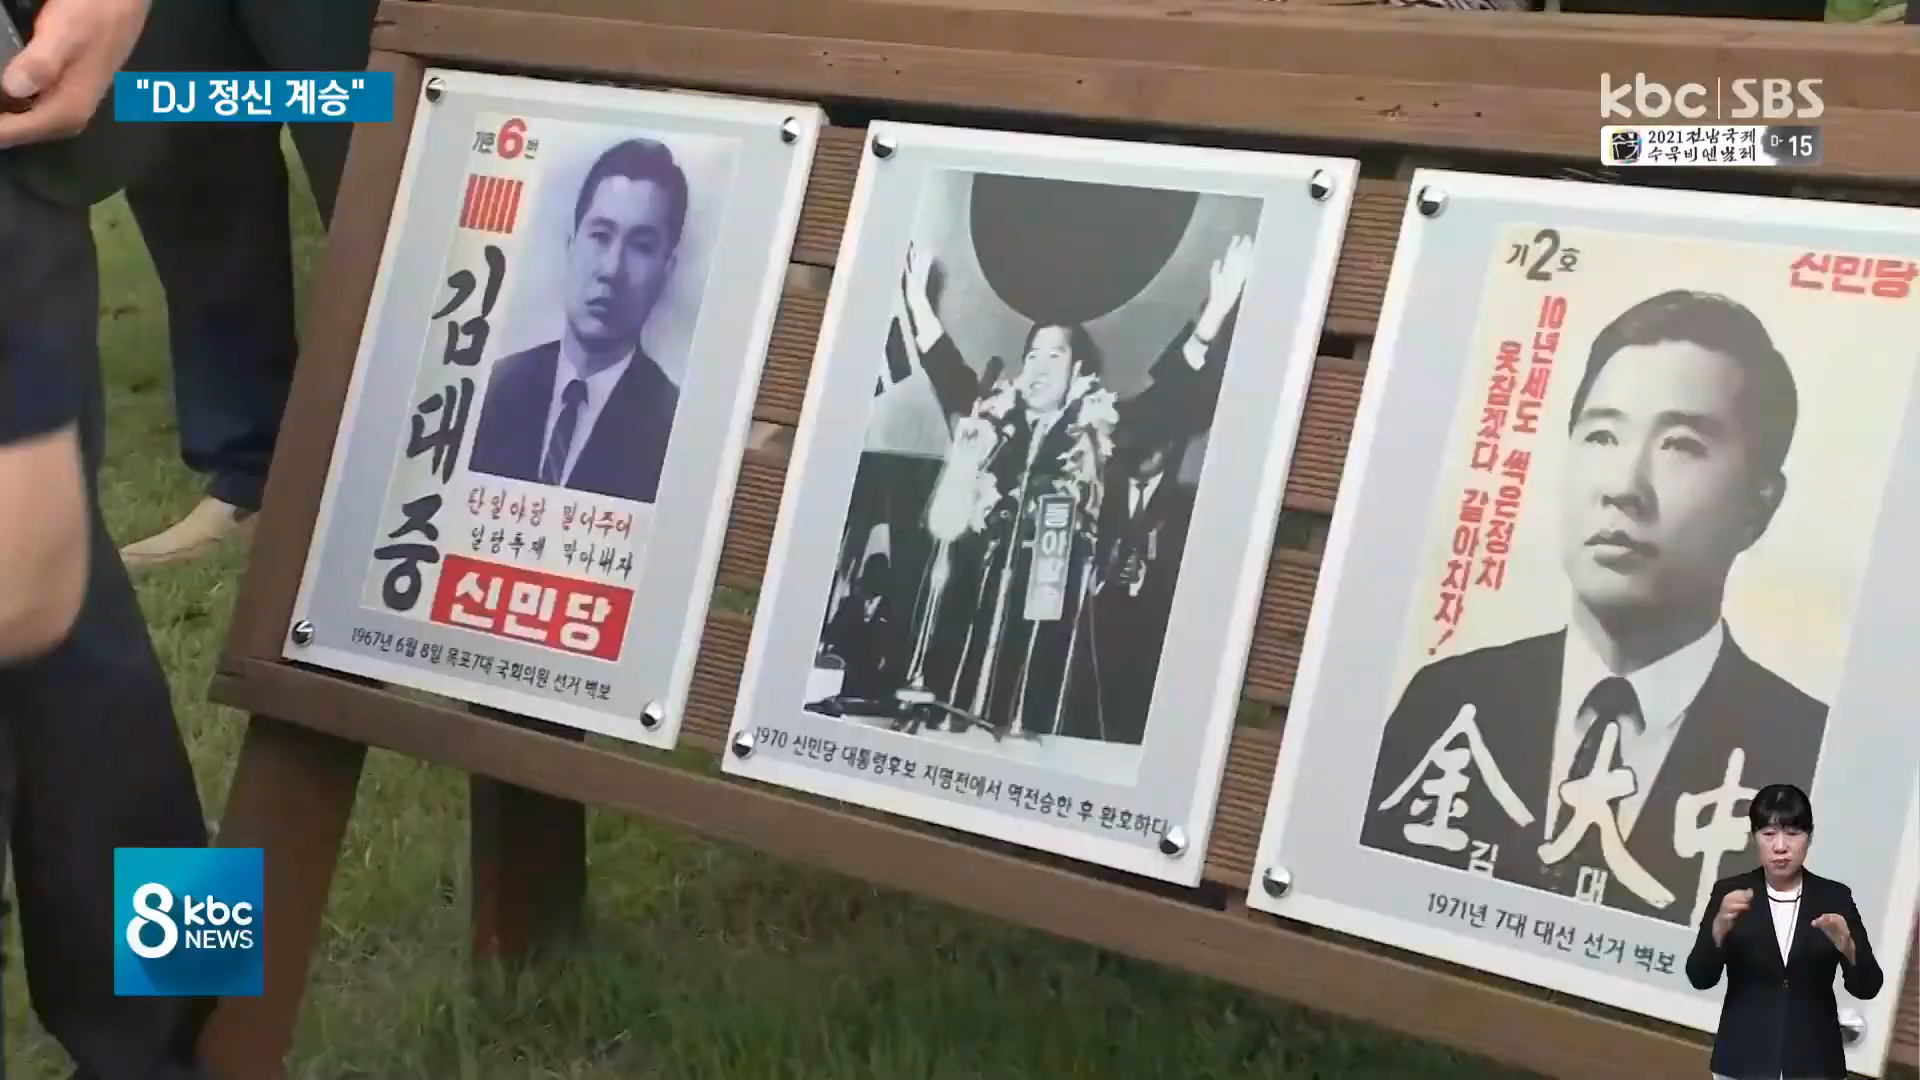 "DJ 정신 계승"
kbc SBS
2021전남국제
수묵비엔날레
D-15
기호 6번
김대중
단일야당 밀어주어
일당독재 막아내자
신민당
1967년 6월 8일 목포7대 국회의원 선거 벽보
동아방송
1970 신민당 대통령후보 지명전에서 역전승한 후 환호하다
기2호
신민당
10년세도 썩은정치
못참겠다 갈아치자!
金大中
김 대
1971년 7대 대선 선거 벽보
8 kbc
NEWS